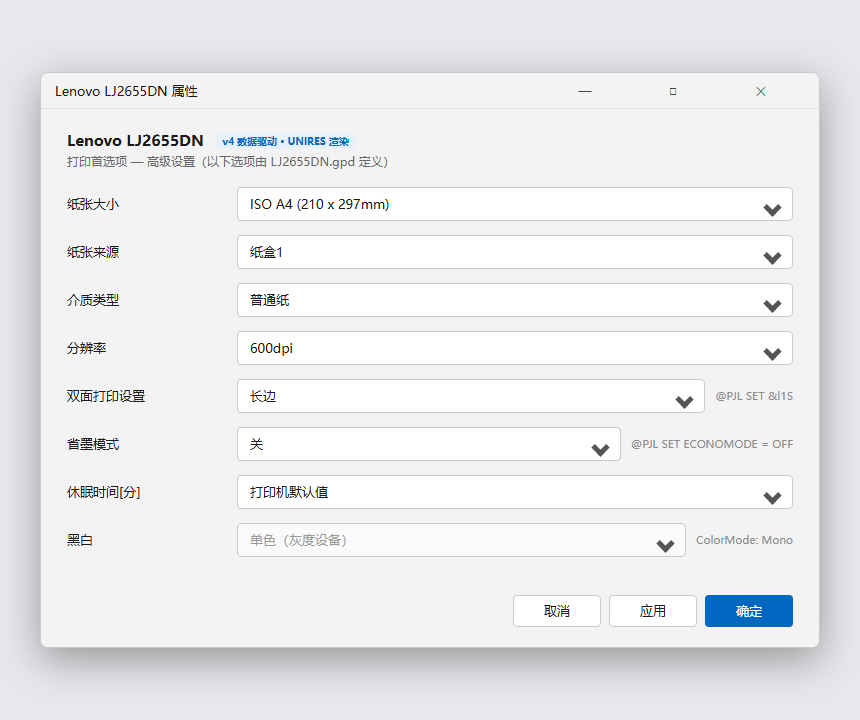 Lenovo LJ2655DN 属性
Lenovo LJ2655DN v4 数据驱动 • UNIRES 渲染
打印首选项 — 高级设置（以下选项由 LJ2655DN.gpd 定义）
纸张大小 ISO A4 (210 x 297mm)
纸张来源 纸盒1
介质类型 普通纸
分辨率 600dpi
双面打印设置 长边 @PJL SET &l1S
省墨模式 关 @PJL SET ECONOMODE = OFF
休眠时间[分] 打印机默认值
黑白 单色（灰度设备） ColorMode: Mono
取消 应用 确定